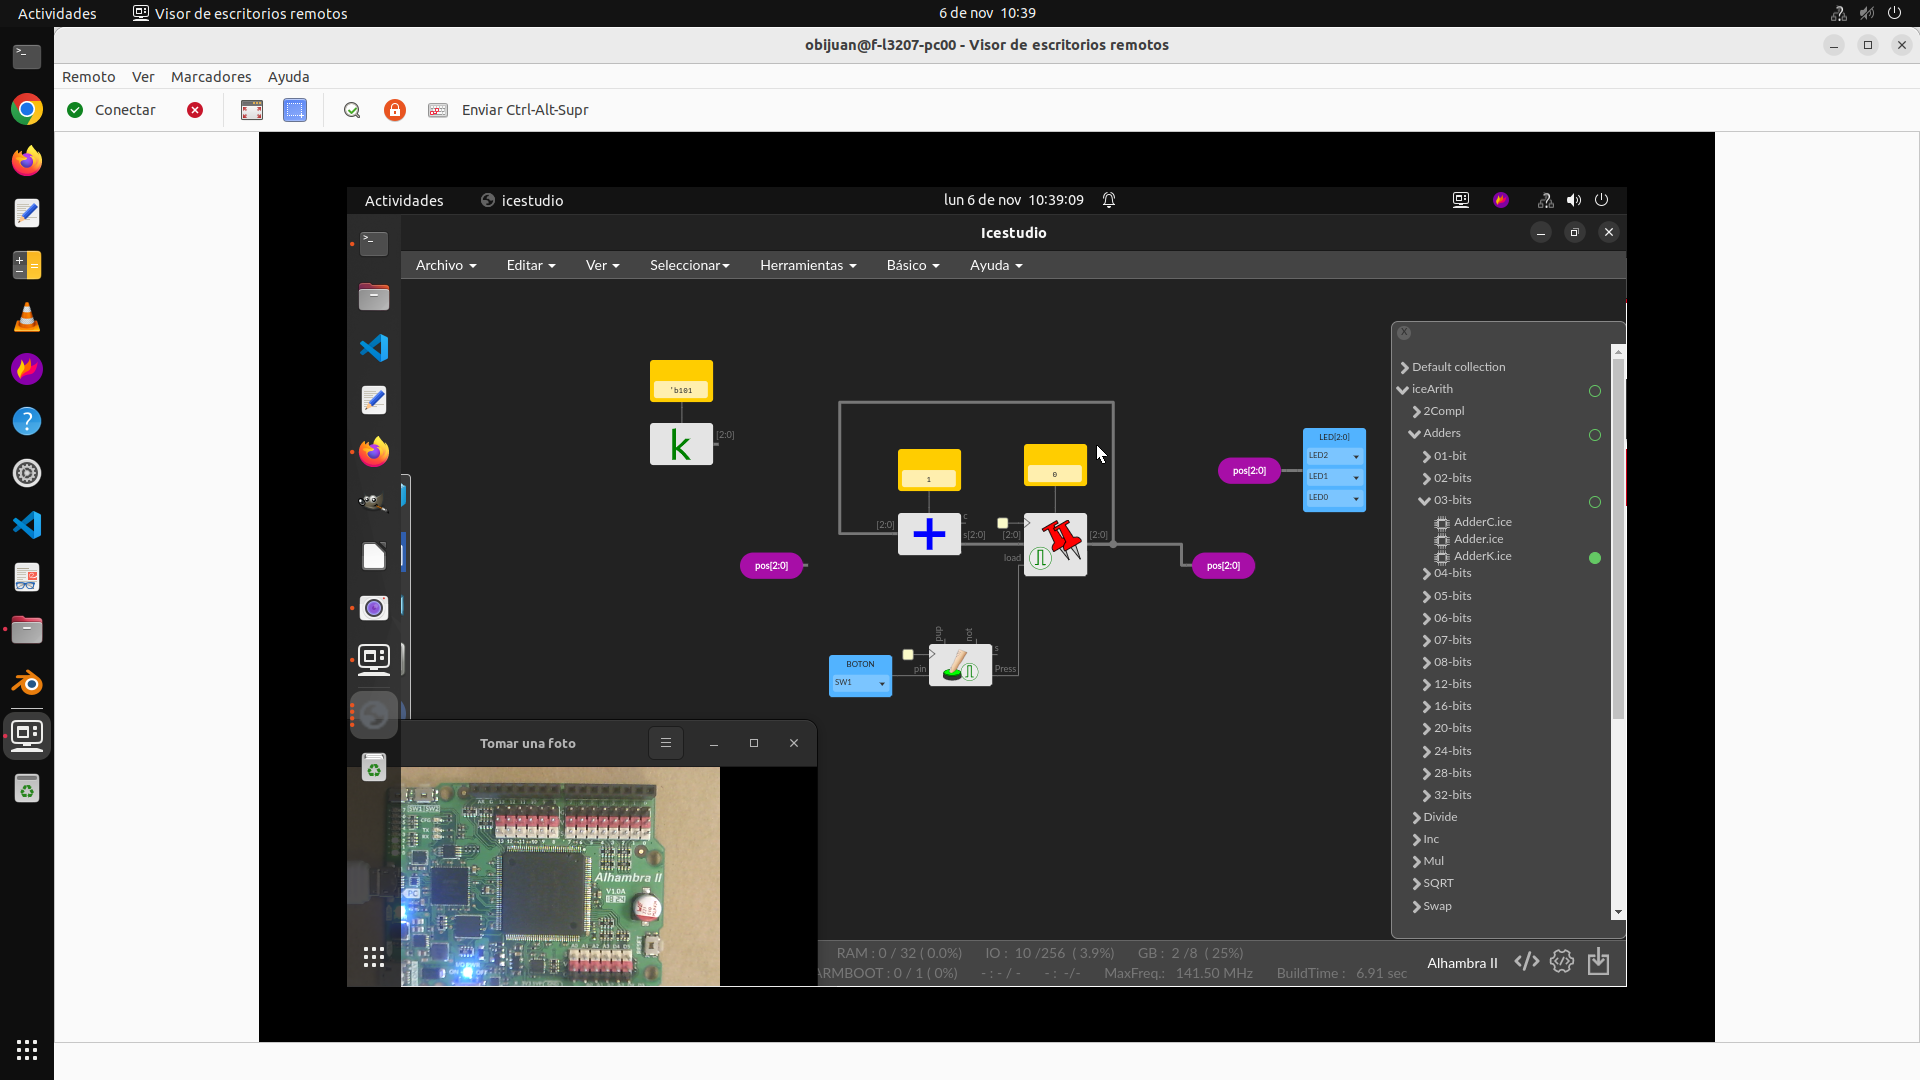 Actividades
Visor de escritorios remotos
6 de nov 10:39
obijuan@f-l3207-pc00 - Visor de escritorios remotos
Remoto Ver Marcadores Ayuda
Conectar
Enviar Ctrl-Alt-Supr
Actividades
icestudio
lun 6 de nov 10:39:09
Icestudio
Archivo Editar Ver Seleccionar Herramientas Básico Ayuda
'b101
k
[2:0]
1
0
[2:0]
c
s[2:0]
[2:0]
load
[2:0]
pos[2:0]
pos[2:0]
pos[2:0]
LED[2:0]
LED2
LED1
LED0
BOTON
SW1
pup
not
pin
s
Press
Default collection
iceArith
2Compl
Adders
01-bit
02-bits
03-bits
AdderC.ice
Adder.ice
AdderK.ice
04-bits
05-bits
06-bits
07-bits
08-bits
12-bits
16-bits
20-bits
24-bits
28-bits
32-bits
Divide
Inc
Mul
SQRT
Swap
Tomar una foto
SW1 SW2
Alhambra II
V1.0A
RAM : 0 / 32 ( 0.0%) IO : 10 /256 ( 3.9%) GB : 2 /8 ( 25%)
ARMBOOT : 0 / 1 ( 0%) - : - / - - : -/- MaxFreq.: 141.50 MHz BuildTime : 6.91 sec
Alhambra II